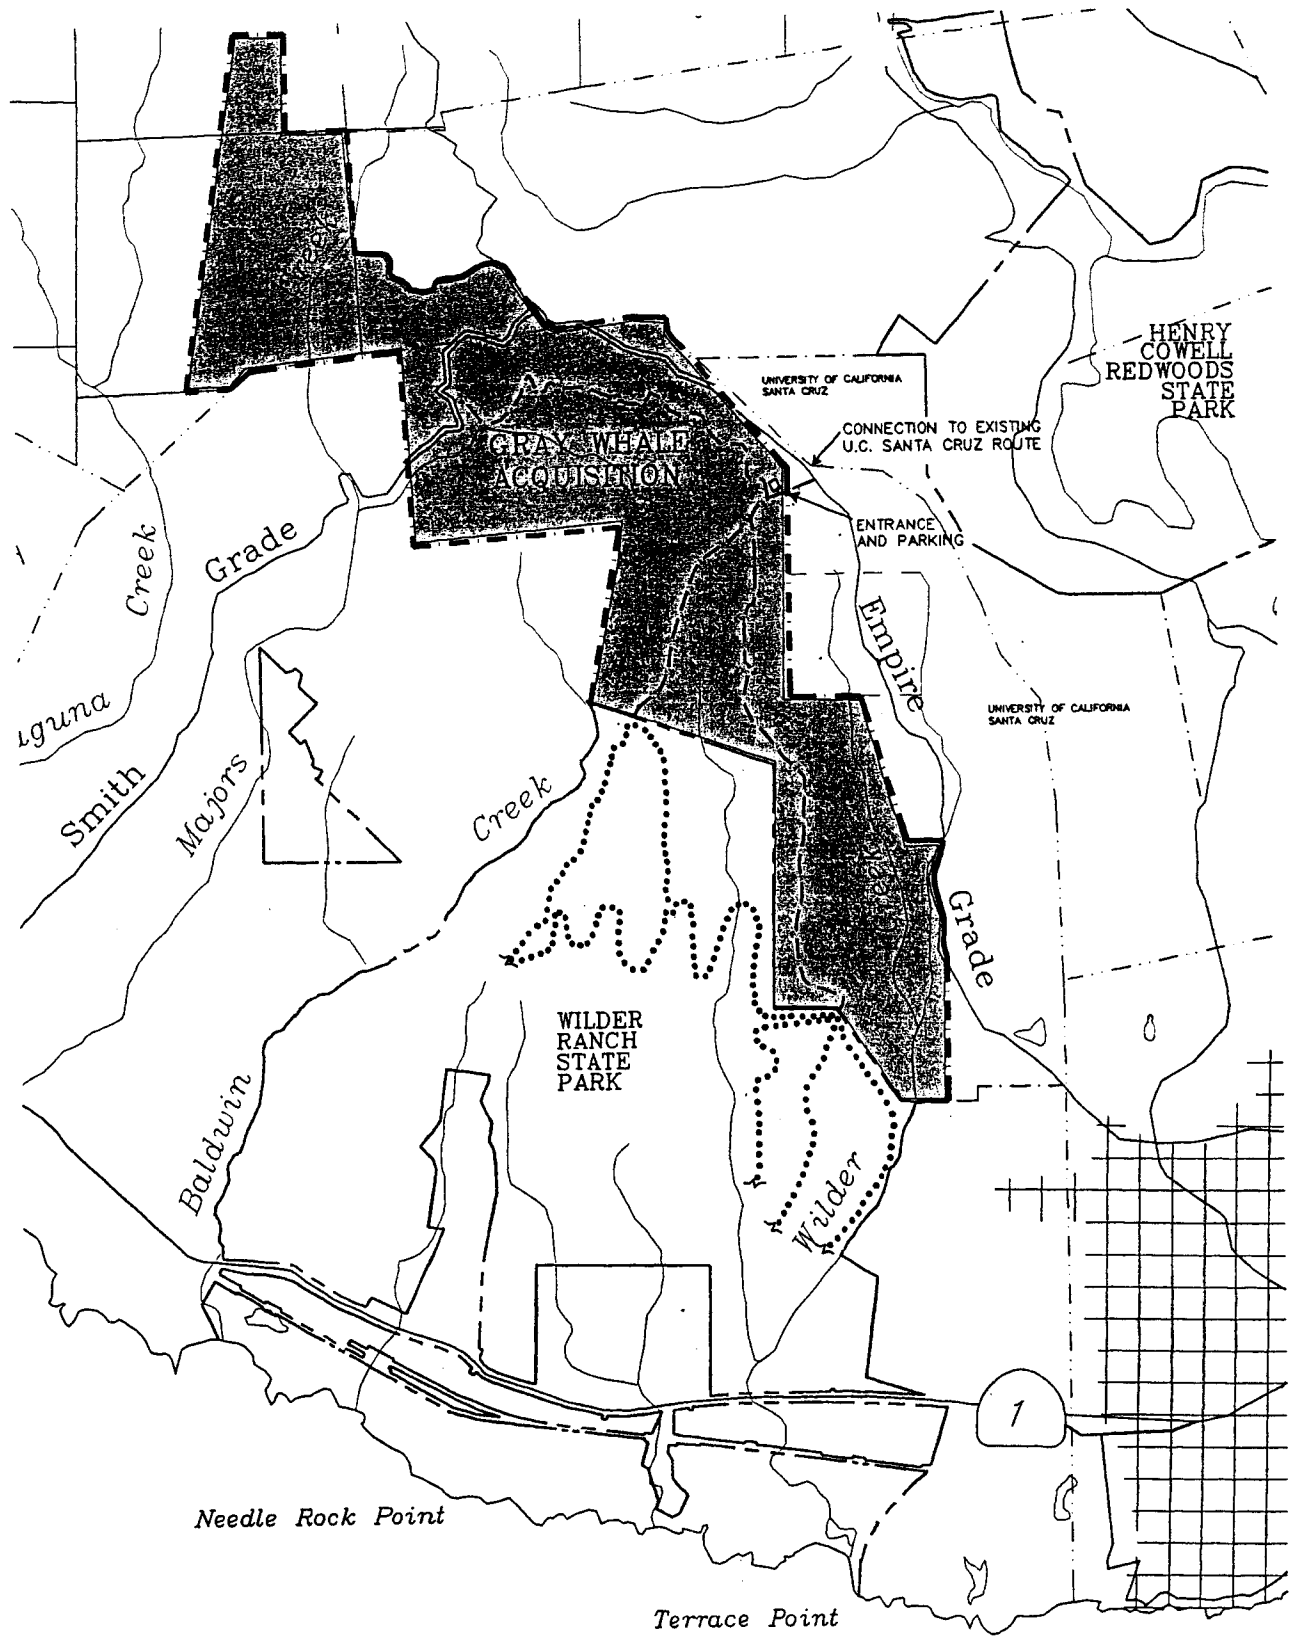 HENRY
COWELL
REDWOODS
STATE
PARK
UNIVERSITY OF CALIFORNIA
SANTA CRUZ
CONNECTION TO EXISTING
U.C. SANTA CRUZ ROUTE
GRAY WHALE
ACQUISITION
ENTRANCE
AND PARKING
Creek
Grade
Smith
Majors
Creek
Empire
UNIVERSITY OF CALIFORNIA
SANTA CRUZ
Creek
Grade
WILDER
RANCH
STATE
PARK
Baldwin
Wilder
1
Needle Rock Point
Terrace Point